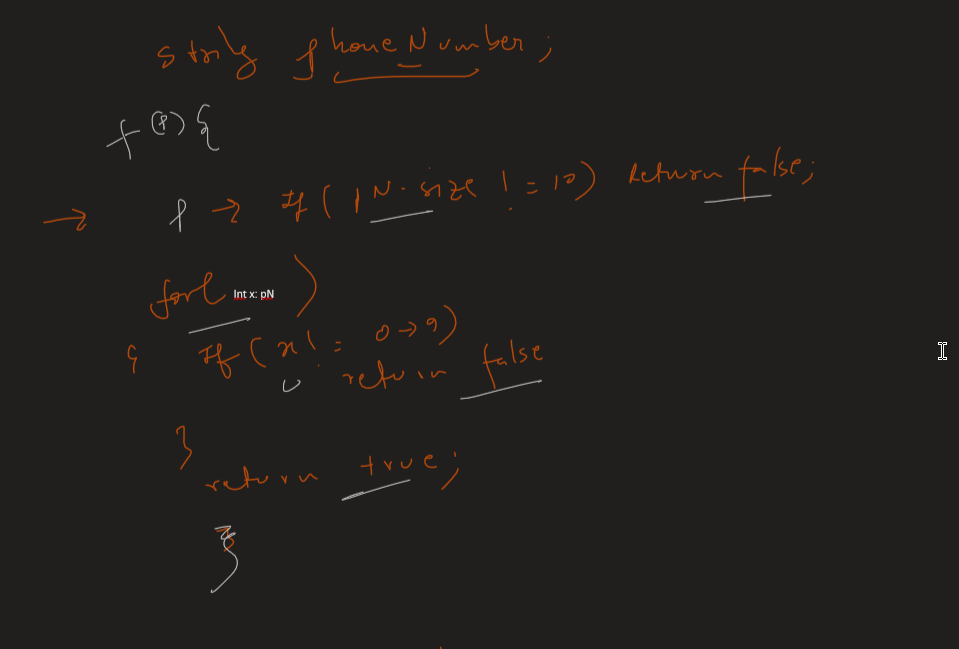 string phoneNumber;
f(P){
→ P → If( pN.size != 10) Return false;
for( Int x: pN )
{ If( x != 0→9)
return false
}
return true;
}